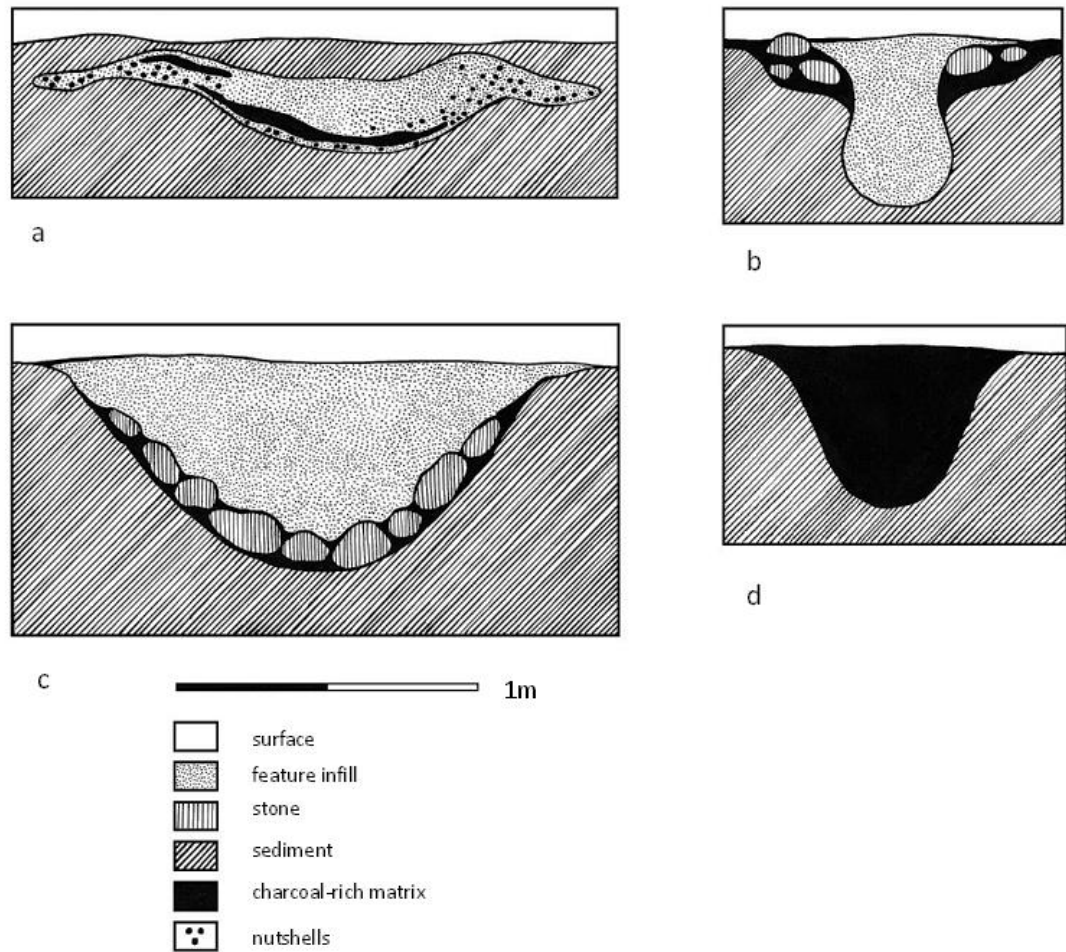 a
b
c
d
1m
surface
feature infill
stone
sediment
charcoal-rich matrix
nutshells